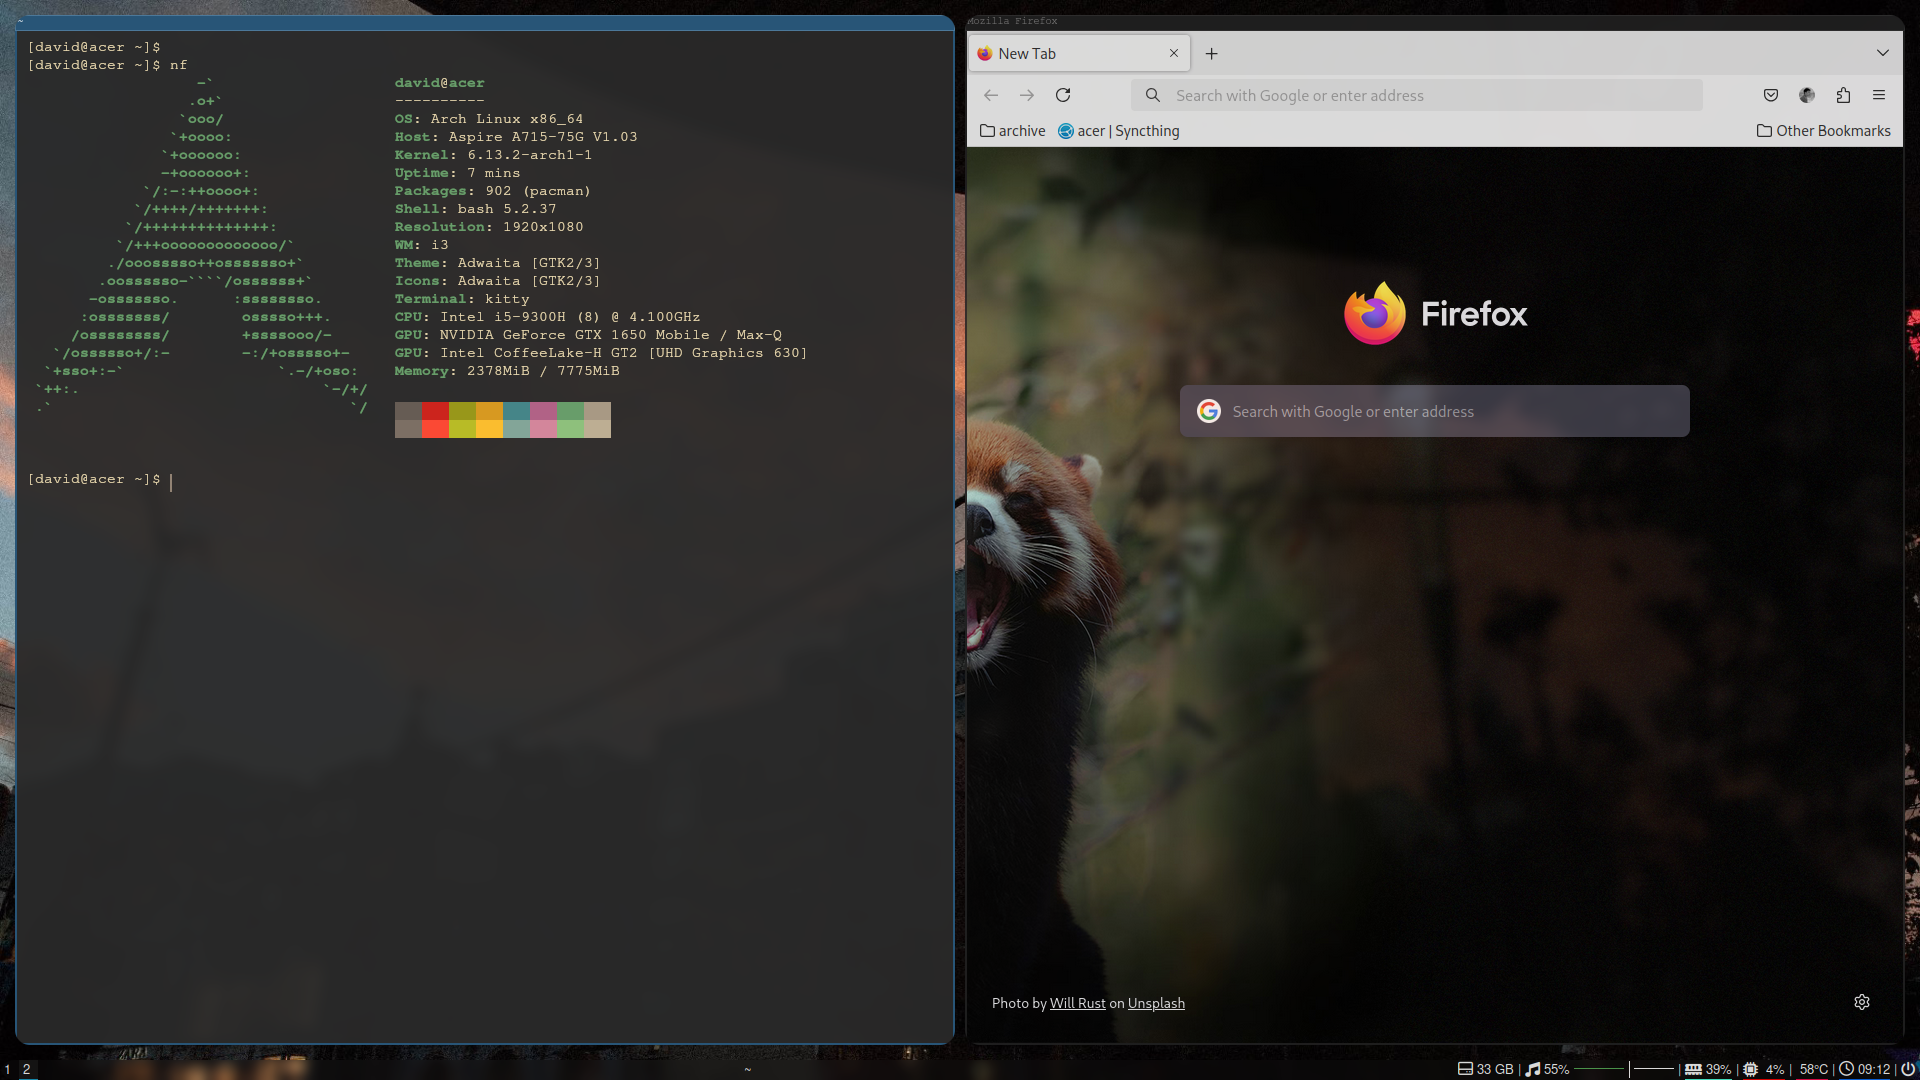 ~
[david@acer ~]$
[david@acer ~]$ nf
-`
.o+`
`ooo/
`+oooo:
`+oooooo:
-+oooooo+:
`/:-:++oooo+:
`/++++/+++++++:
`/++++++++++++++:
`/+++ooooooooooooo/`
./ooosssso++osssssso+`
.oossssso-````/ossssss+`
-osssssso.      :ssssssso.
:osssssss/        osssso+++.
/ossssssss/        +ssssooo/-
`/ossssso+/:-        -:/+osssso+-
`+sso+:-`                 `.-/+oso:
`++:.                           `-/+/
.`                                 `/
david@acer
----------
OS: Arch Linux x86_64
Host: Aspire A715-75G V1.03
Kernel: 6.13.2-arch1-1
Uptime: 7 mins
Packages: 902 (pacman)
Shell: bash 5.2.37
Resolution: 1920x1080
WM: i3
Theme: Adwaita [GTK2/3]
Icons: Adwaita [GTK2/3]
Terminal: kitty
CPU: Intel i5-9300H (8) @ 4.100GHz
GPU: NVIDIA GeForce GTX 1650 Mobile / Max-Q
GPU: Intel CoffeeLake-H GT2 [UHD Graphics 630]
Memory: 2378MiB / 7775MiB
[david@acer ~]$
Mozilla Firefox
New Tab
Search with Google or enter address
archive
acer | Syncthing
Other Bookmarks
Firefox
Search with Google or enter address
Photo by Will Rust on Unsplash
1 2
~
33 GB | 55% | 39% | 4% | 58°C | 09:12 |